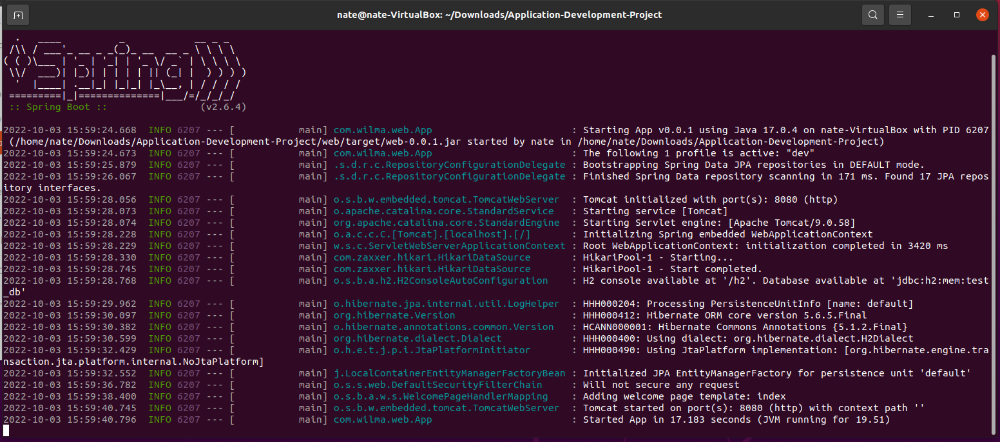 nate@nate-VirtualBox: ~/Downloads/Application-Development-Project
  .   ____          _            __ _ _
 /\\ / ___'_ __ _ _(_)_ __  __ _ \ \ \ \
( ( )\___ | '_ | '_| | '_ \/ _` | \ \ \ \
 \\/  ___)| |_)| | | | | || (_| |  ) ) ) )
  '  |____| .__|_| |_|_| |_\__, | / / / /
 =========|_|==============|___/=/_/_/_/
 :: Spring Boot ::                (v2.6.4)
2022-10-03 15:59:24.668  INFO 6207 --- [           main] com.wilma.web.App                        : Starting App v0.0.1 using Java 17.0.4 on nate-VirtualBox with PID 6207
 (/home/nate/Downloads/Application-Development-Project/web/target/web-0.0.1.jar started by nate in /home/nate/Downloads/Application-Development-Project)
2022-10-03 15:59:24.673  INFO 6207 --- [           main] com.wilma.web.App                        : The following 1 profile is active: "dev"
2022-10-03 15:59:25.879  INFO 6207 --- [           main] .s.d.r.c.RepositoryConfigurationDelegate : Bootstrapping Spring Data JPA repositories in DEFAULT mode.
2022-10-03 15:59:26.067  INFO 6207 --- [           main] .s.d.r.c.RepositoryConfigurationDelegate : Finished Spring Data repository scanning in 171 ms. Found 17 JPA repos
itory interfaces.
2022-10-03 15:59:28.056  INFO 6207 --- [           main] o.s.b.w.embedded.tomcat.TomcatWebServer  : Tomcat initialized with port(s): 8080 (http)
2022-10-03 15:59:28.073  INFO 6207 --- [           main] o.apache.catalina.core.StandardService   : Starting service [Tomcat]
2022-10-03 15:59:28.074  INFO 6207 --- [           main] org.apache.catalina.core.StandardEngine  : Starting Servlet engine: [Apache Tomcat/9.0.58]
2022-10-03 15:59:28.228  INFO 6207 --- [           main] o.a.c.c.C.[Tomcat].[localhost].[/]       : Initializing Spring embedded WebApplicationContext
2022-10-03 15:59:28.229  INFO 6207 --- [           main] w.s.c.ServletWebServerApplicationContext : Root WebApplicationContext: initialization completed in 3420 ms
2022-10-03 15:59:28.330  INFO 6207 --- [           main] com.zaxxer.hikari.HikariDataSource       : HikariPool-1 - Starting...
2022-10-03 15:59:28.745  INFO 6207 --- [           main] com.zaxxer.hikari.HikariDataSource       : HikariPool-1 - Start completed.
2022-10-03 15:59:28.768  INFO 6207 --- [           main] o.s.b.a.h2.H2ConsoleAutoConfiguration    : H2 console available at '/h2'. Database available at 'jdbc:h2:mem:test
_db'
2022-10-03 15:59:29.962  INFO 6207 --- [           main] o.hibernate.jpa.internal.util.LogHelper  : HHH000204: Processing PersistenceUnitInfo [name: default]
2022-10-03 15:59:30.097  INFO 6207 --- [           main] org.hibernate.Version                    : HHH000412: Hibernate ORM core version 5.6.5.Final
2022-10-03 15:59:30.382  INFO 6207 --- [           main] o.hibernate.annotations.common.Version   : HCANN000001: Hibernate Commons Annotations {5.1.2.Final}
2022-10-03 15:59:30.599  INFO 6207 --- [           main] org.hibernate.dialect.Dialect            : HHH000400: Using dialect: org.hibernate.dialect.H2Dialect
2022-10-03 15:59:32.429  INFO 6207 --- [           main] o.h.e.t.j.p.i.JtaPlatformInitiator       : HHH000490: Using JtaPlatform implementation: [org.hibernate.engine.tra
nsaction.jta.platform.internal.NoJtaPlatform]
2022-10-03 15:59:32.552  INFO 6207 --- [           main] j.LocalContainerEntityManagerFactoryBean : Initialized JPA EntityManagerFactory for persistence unit 'default'
2022-10-03 15:59:36.782  INFO 6207 --- [           main] o.s.s.web.DefaultSecurityFilterChain     : Will not secure any request
2022-10-03 15:59:38.400  INFO 6207 --- [           main] o.s.b.a.w.s.WelcomePageHandlerMapping    : Adding welcome page template: index
2022-10-03 15:59:40.745  INFO 6207 --- [           main] o.s.b.w.embedded.tomcat.TomcatWebServer  : Tomcat started on port(s): 8080 (http) with context path ''
2022-10-03 15:59:40.796  INFO 6207 --- [           main] com.wilma.web.App                        : Started App in 17.183 seconds (JVM running for 19.51)